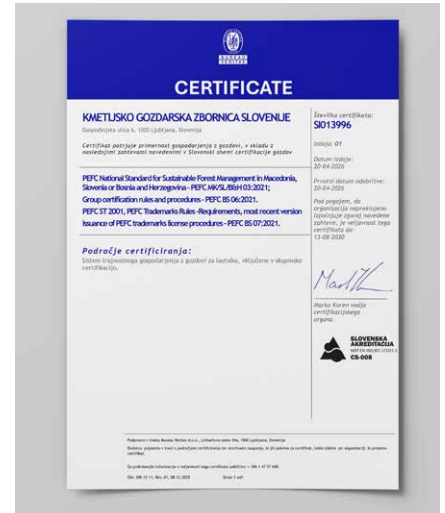 BUREAU
VERITAS
CERTIFICATE
KMETIJSKO GOZDARSKA ZBORNICA SLOVENIJE
Gospodinjska ulica 6, 1000 Ljubljana, Slovenija
Certifikat potrjuje primernost gospodarjenja z gozdovi, v skladu z
naslednjimi zahtevami navedenimi v Slovenski shemi certifikacije gozdov
PEFC National Standard for Sustainable Forest Management in Macedonia,
Slovenia or Bosnia and Herzegovina - PEFC MK/SL/B&H 03:2021;
Group certification rules and procedures - PEFC BS 06:2021.
PEFC ST 2001, PEFC Trademarks Rules -Requirements, most recent version
Issuance of PEFC trademarks license procedures - PEFC BS 07:2021.
Področje certificiranja:
Sistem trajnostnega gospodarjenja z gozdovi za lastnike, vključene v skupinsko
certifikacijo.
Številka certifikata:
SI013996
Izdaja: 01
Datum izdaje:
20-04-2026
Prvotni datum odobritve:
20-04-2026
Pod pogojem, da
organizacija neprekinjeno
izpolnjuje zgoraj navedene
zahteve, je veljavnost tega
certifikata do:
13-08-2030
Marko Koren vodja
certifikacijskega
organa
SLOVENSKA
AKREDITACIJA
CS-008